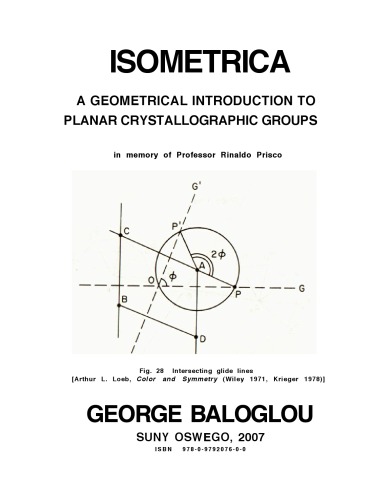 ISOMETRICA
A GEOMETRICAL INTRODUCTION TO
PLANAR CRYSTALLOGRAPHIC GROUPS
in memory of Professor Rinaldo Prisco
G'
P'
C
2Φ
A
O
Φ
P
G
B
D
Fig. 28 Intersecting glide lines
[Arthur L. Loeb, Color and Symmetry (Wiley 1971, Krieger 1978)]
GEORGE BALOGLOU
SUNY OSWEGO, 2007
ISBN 978-0-9792076-0-0